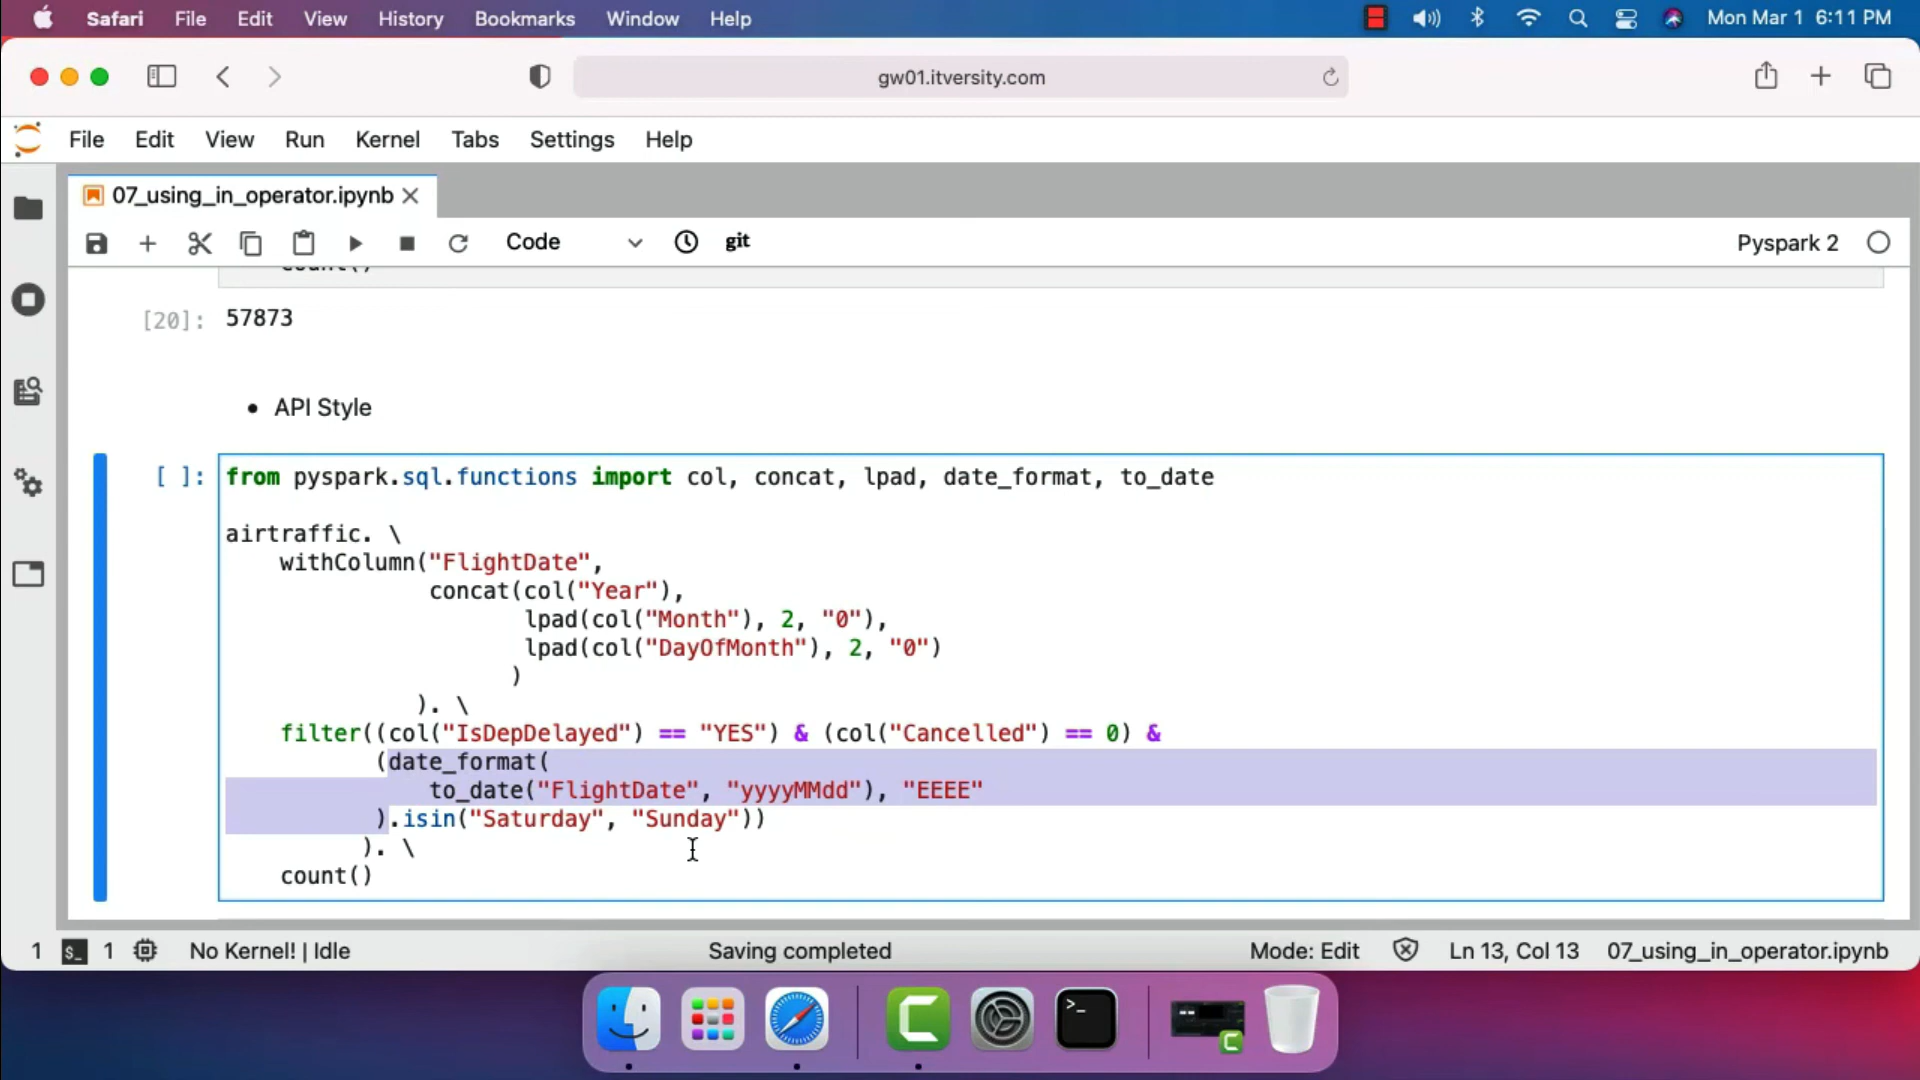 Safari File Edit View History Bookmarks Window Help Mon Mar 1 6:11 PM
gw01.itversity.com
File Edit View Run Kernel Tabs Settings Help
07_using_in_operator.ipynb
Code git Pyspark 2
count()
[20]: 57873
• API Style
[ ]: from pyspark.sql.functions import col, concat, lpad, date_format, to_date
airtraffic. \
withColumn("FlightDate",
concat(col("Year"),
lpad(col("Month"), 2, "0"),
lpad(col("DayOfMonth"), 2, "0")
)
). \
filter((col("IsDepDelayed") == "YES") & (col("Cancelled") == 0) &
(date_format(
to_date("FlightDate", "yyyyMMdd"), "EEEE"
).isin("Saturday", "Sunday"))
). \
count()
1 $_ 1 No Kernel! | Idle Saving completed Mode: Edit Ln 13, Col 13 07_using_in_operator.ipynb
>_